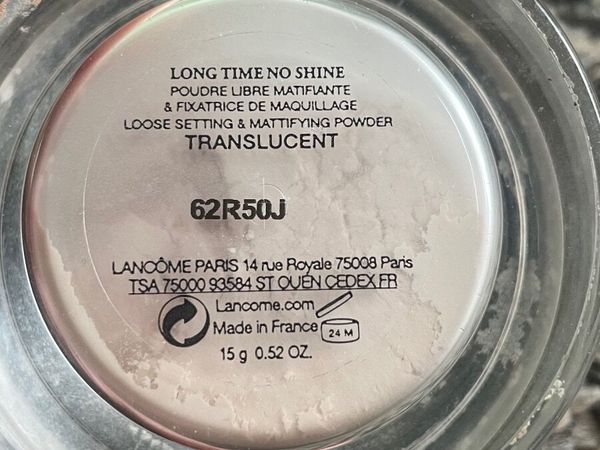 LONG TIME NO SHINE
POUDRE LIBRE MATIFIANTE
& FIXATRICE DE MAQUILLAGE
LOOSE SETTING & MATTIFYING POWDER
TRANSLUCENT
62R50J
LANCÔME PARIS 14 rue Royale 75008 Paris
TSA 75000 93584 ST OUEN CEDEX FR
Lancome.com
Made in France
24 M
15 g 0.52 OZ.